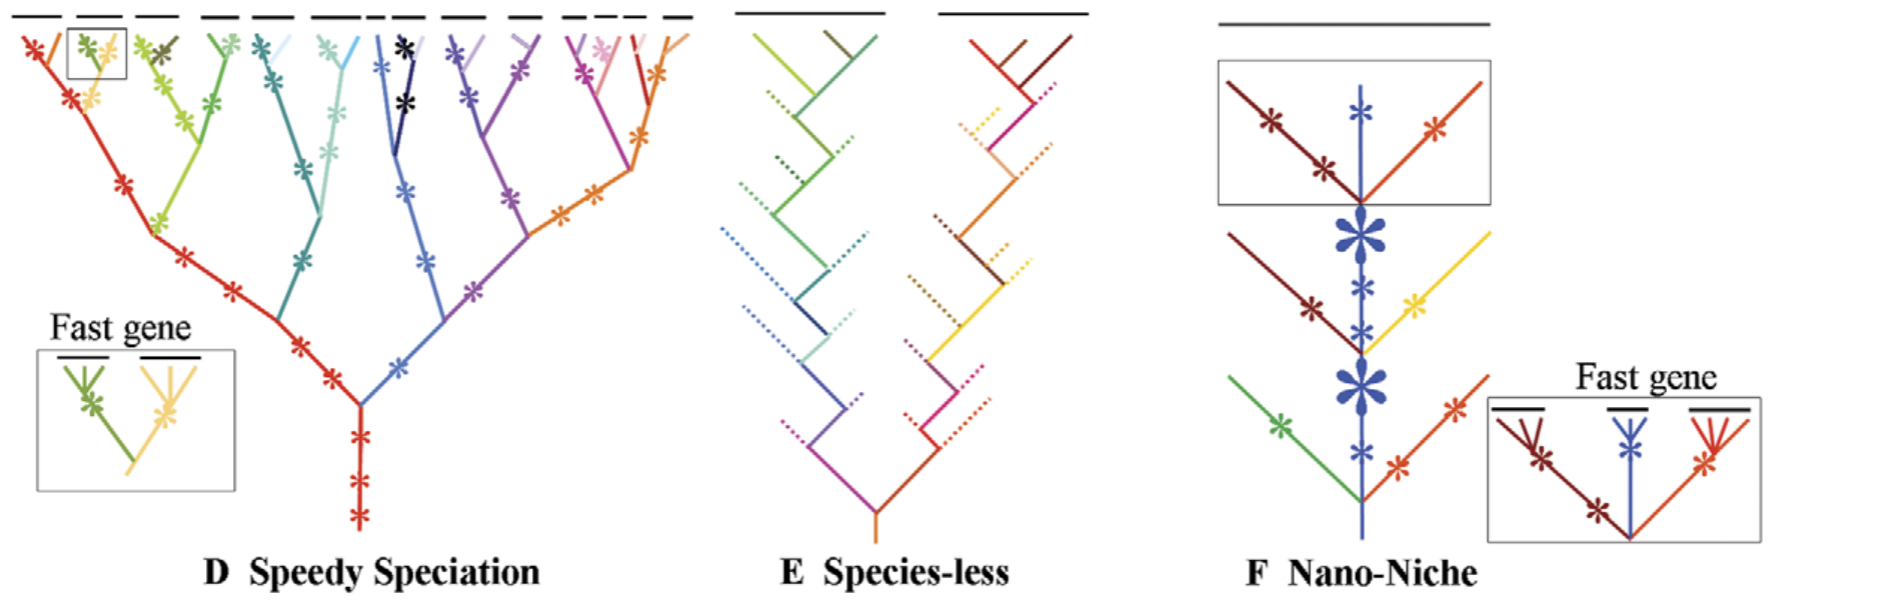 Fast gene
Fast gene
D Speedy Speciation
E Species-less
F Nano-Niche